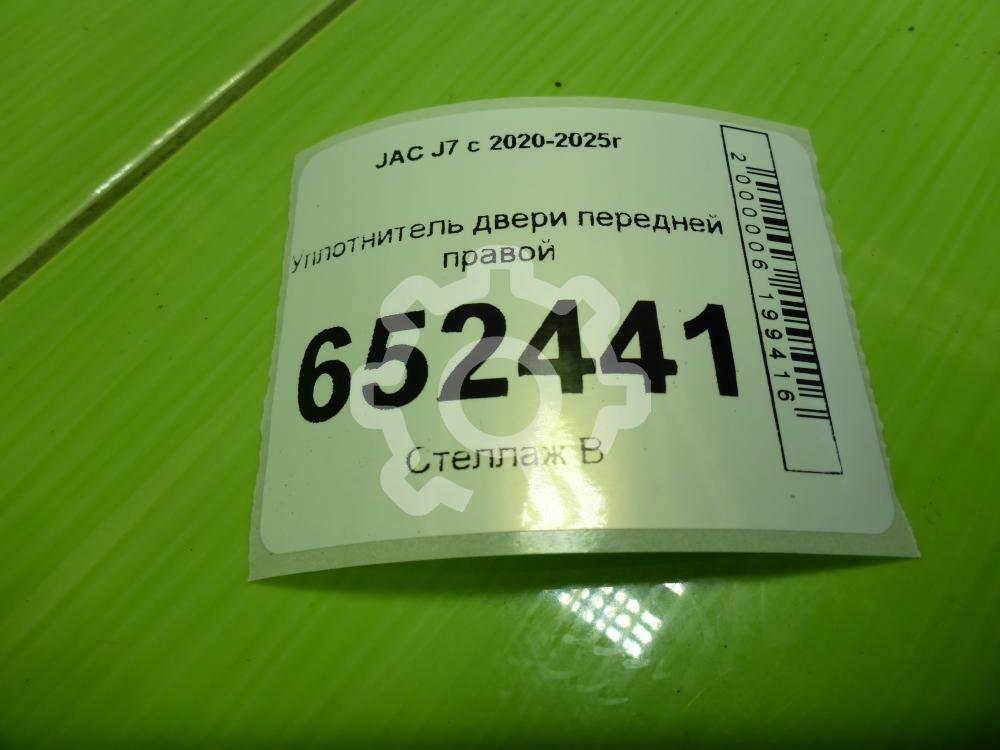 JAC J7 с 2020-2025г
Уплотнитель двери передней
правой
652441
Стеллаж В
2000006199416